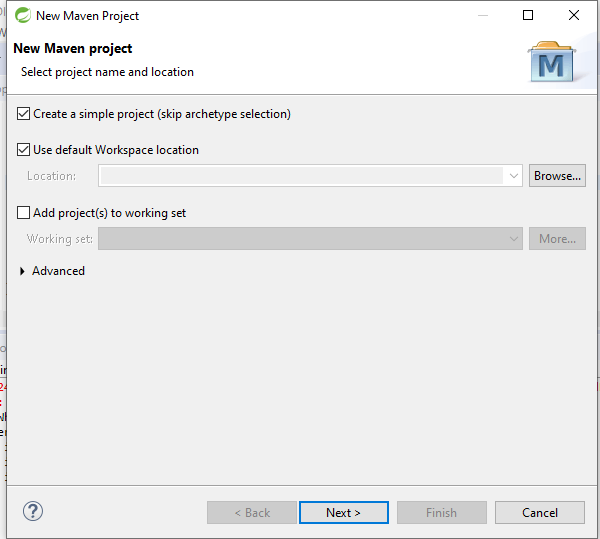 New Maven Project
New Maven project
Select project name and location
M
Create a simple project (skip archetype selection)
Use default Workspace location
Location:
Browse...
Add project(s) to working set
Working set:
More...
Advanced
?
< Back
Next >
Finish
Cancel